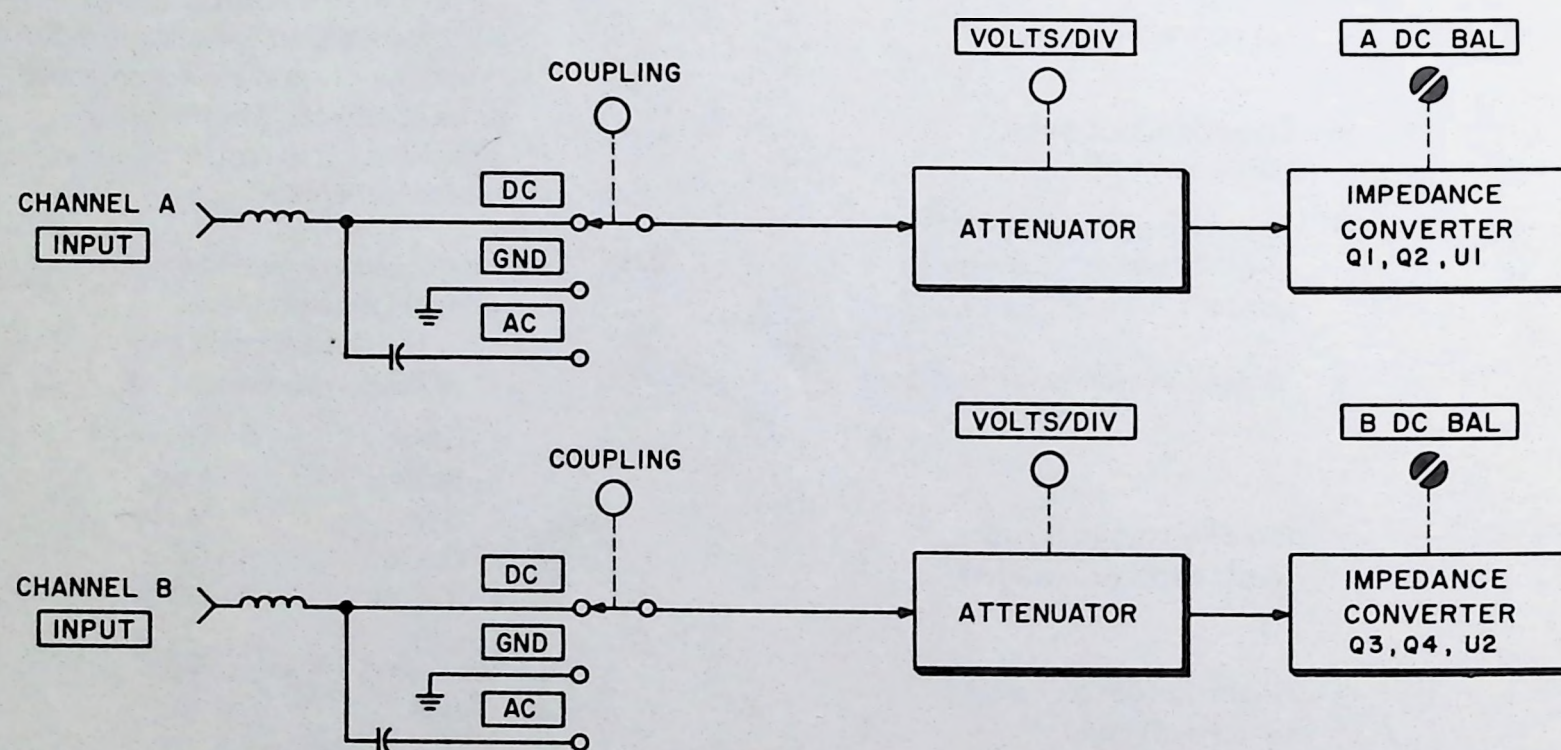 VOLTS/DIV
A DC BAL
COUPLING
DC
CHANNEL A
INPUT
GND
AC
ATTENUATOR
IMPEDANCE
CONVERTER
Q1, Q2, U1
VOLTS/DIV
B DC BAL
COUPLING
DC
CHANNEL B
INPUT
GND
AC
ATTENUATOR
IMPEDANCE
CONVERTER
Q3, Q4, U2